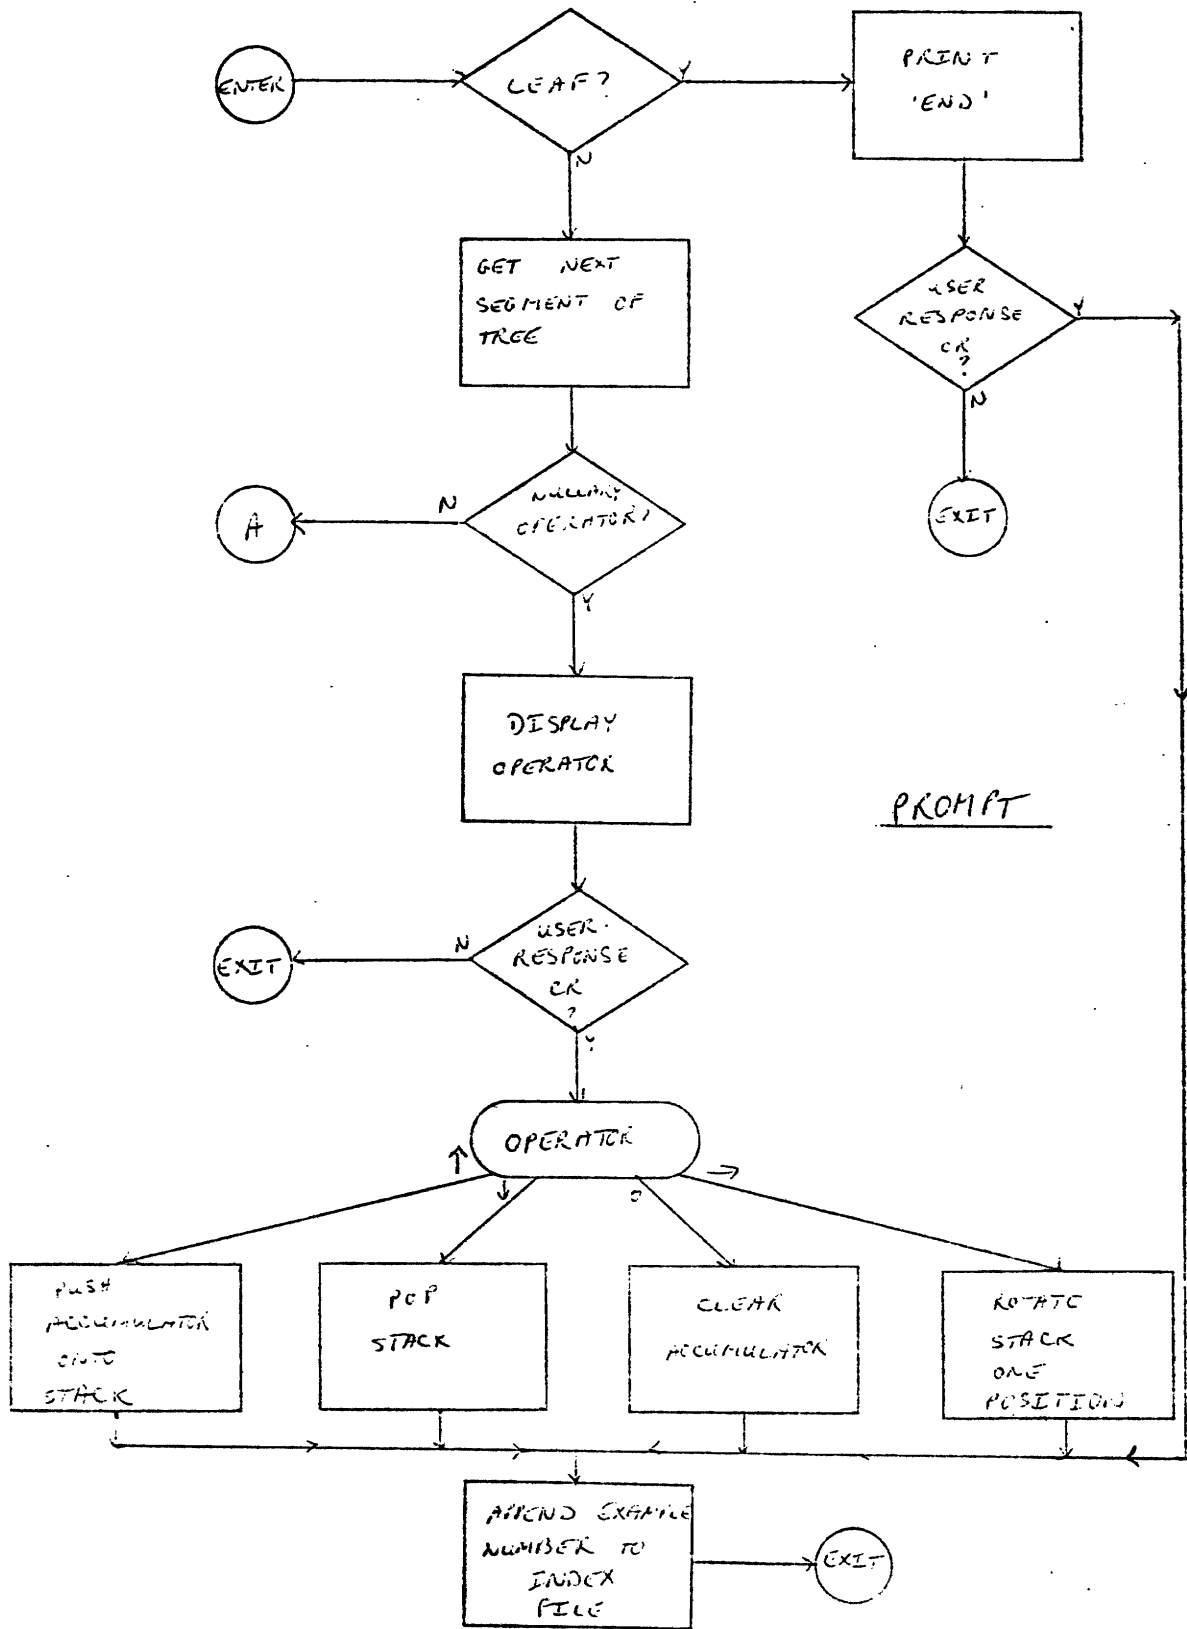 ENTER
LEAF?
Y
N
PRINT
'END'
GET NEXT
SEGMENT OF
TREE
USER
RESPONSE
CR
?
Y
N
EXIT
NULLARY
OPERATOR?
N
A
Y
DISPLAY
OPERATOR
PROMPT
USER
RESPONSE
CR
?
N
EXIT
Y
OPERATOR
↑
↓
0
→
PUSH
ACCUMULATOR
ONTO
STACK
POP
STACK
CLEAR
ACCUMULATOR
ROTATE
STACK
ONE
POSITION
APPEND EXAMPLE
NUMBER TO
INDEX
FILE
EXIT